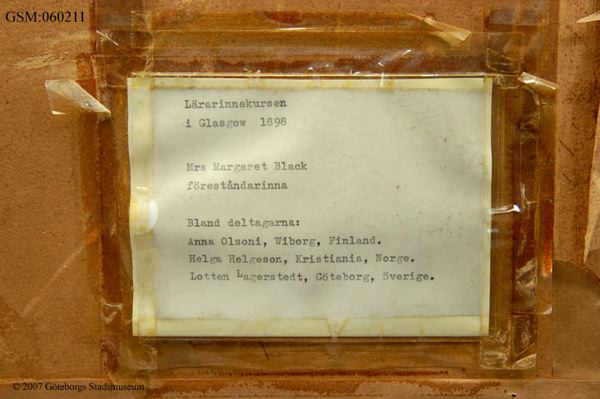 GSM:060211
Lärarinnekursen
i Glasgow 1898
Mrs Margaret Black
föreståndarinna
Bland deltagarna:
Anna Olsoni, Wiborg, Finland.
Helga Helgeson, Kristiania, Norge.
Lotten Lagerstedt, Göteborg, Sverige.
© 2007 Göteborgs Stadsmuseum